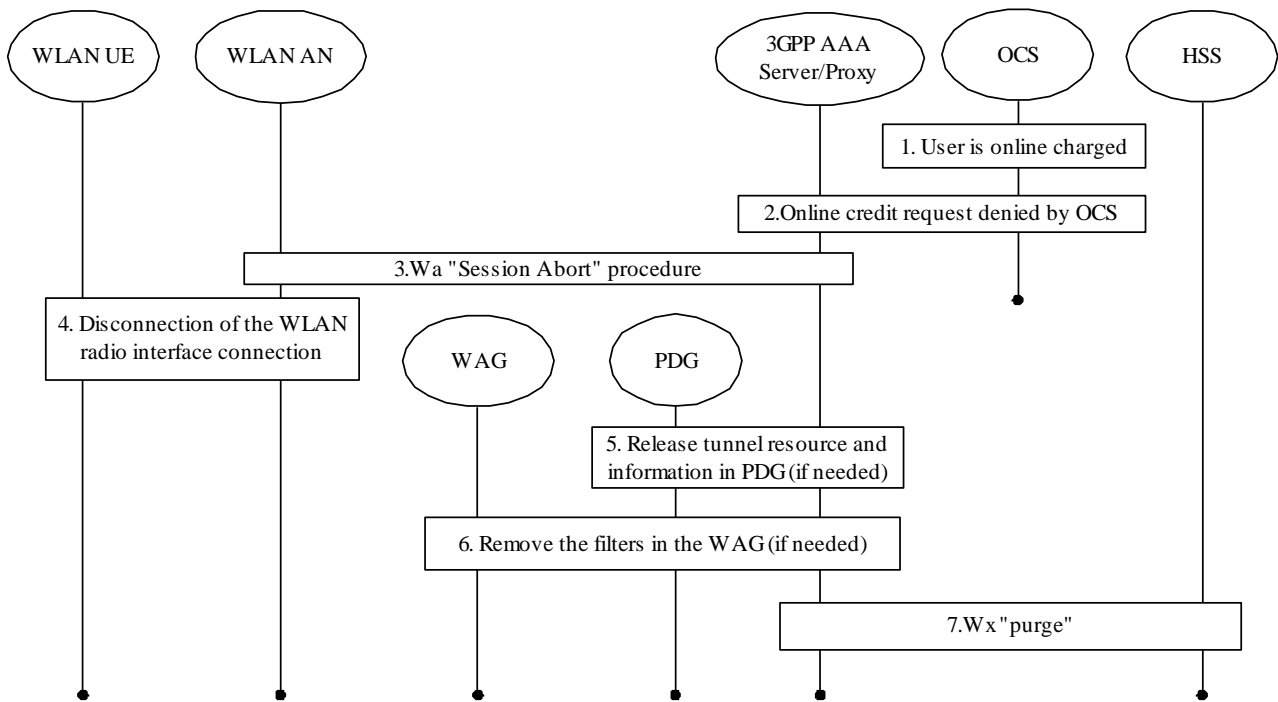 WLAN UE
WLAN AN
3GPP AAA
Server/Proxy
OCS
HSS
1. User is online charged
2.Online credit request denied by OCS
3.Wa "Session Abort" procedure
4. Disconnection of the WLAN
radio interface connection
WAG
PDG
5. Release tunnel resource and
information in PDG (if needed)
6. Remove the filters in the WAG (if needed)
7.Wx "purge"